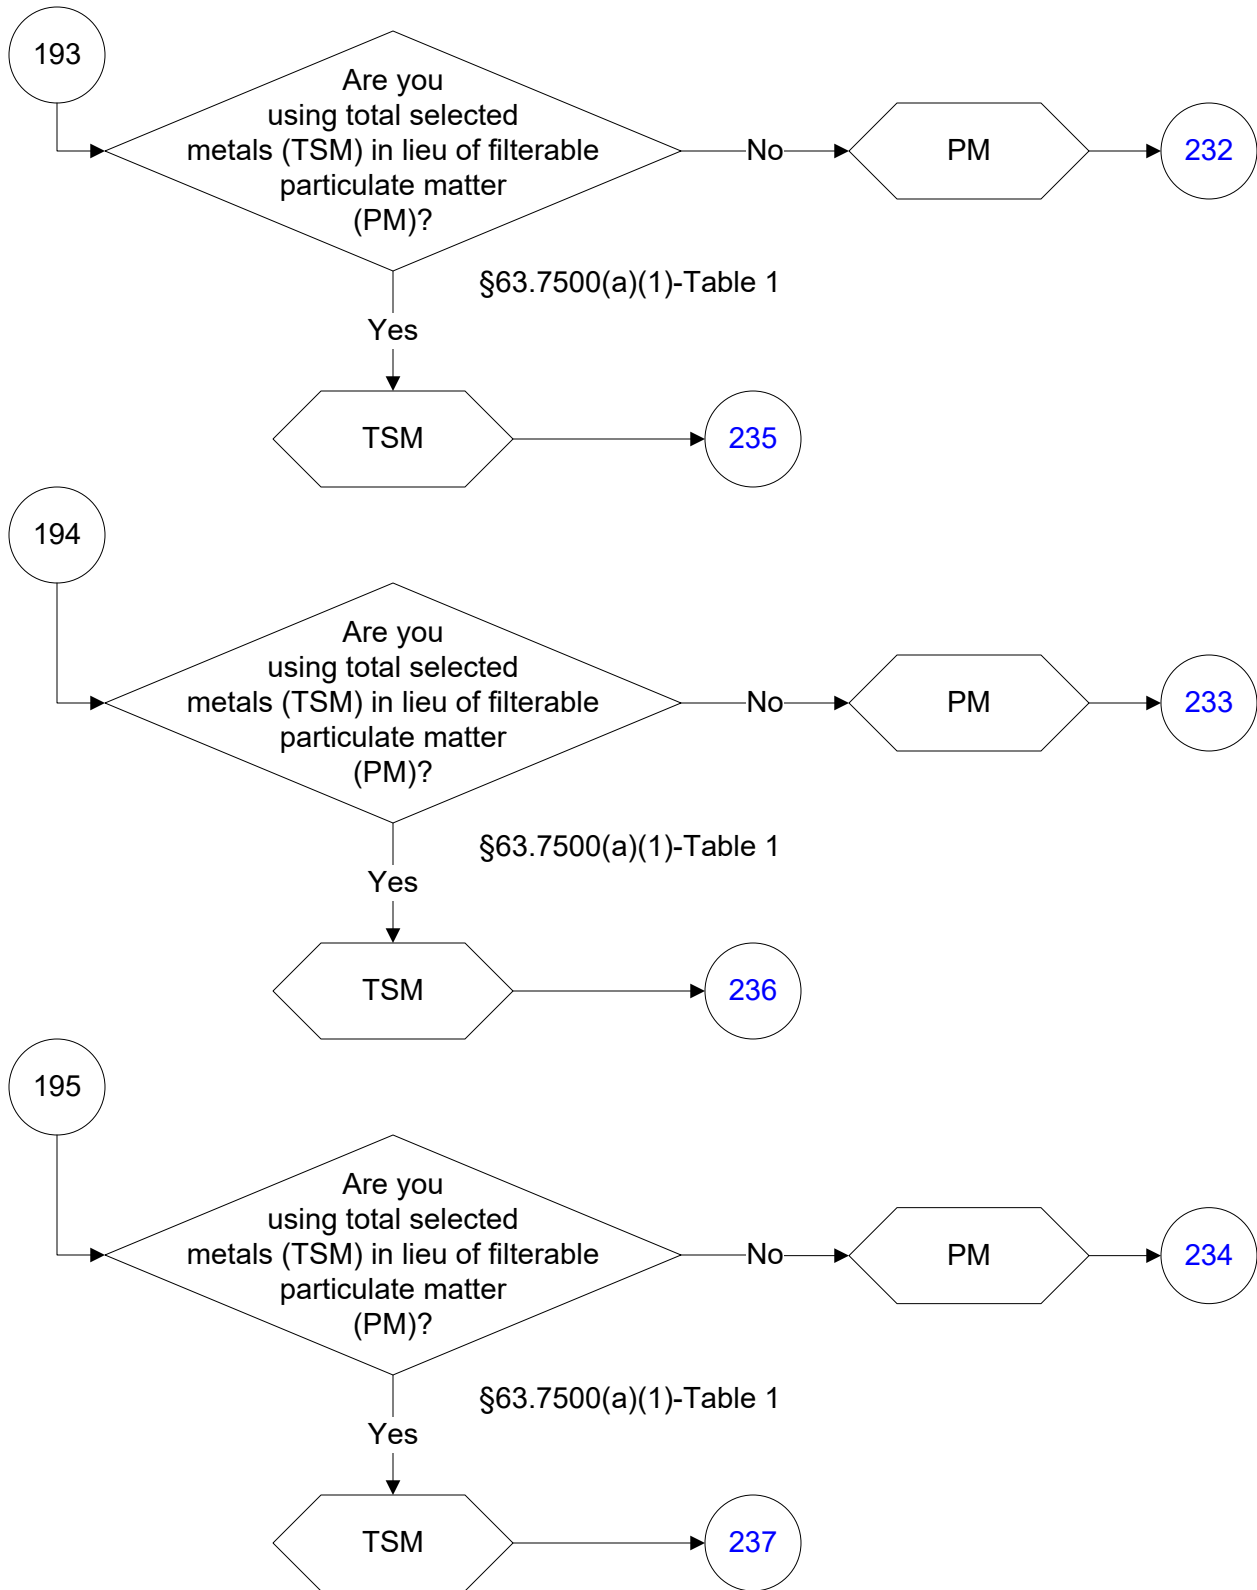 193
Are you
using total selected
metals (TSM) in lieu of filterable
particulate matter
(PM)?
No
PM
232
§63.7500(a)(1)-Table 1
Yes
TSM
235
194
Are you
using total selected
metals (TSM) in lieu of filterable
particulate matter
(PM)?
No
PM
233
§63.7500(a)(1)-Table 1
Yes
TSM
236
195
Are you
using total selected
metals (TSM) in lieu of filterable
particulate matter
(PM)?
No
PM
234
§63.7500(a)(1)-Table 1
Yes
TSM
237